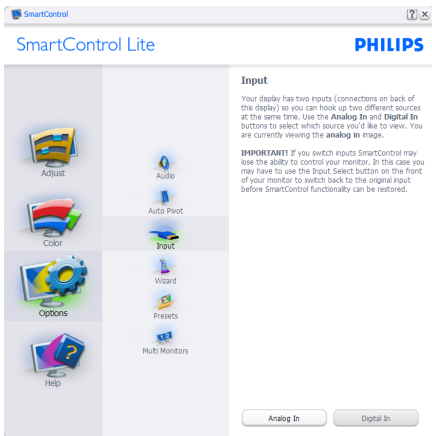 SmartControl
SmartControl Lite
PHILIPS
Adjust
Color
Options
Help
Audio
Auto Pivot
Input
Wizard
Presets
Multi Monitors
Input
Your display has two inputs (connections on back of
this display) so you can hook up two different sources
at the same time. Use the Analog In and Digital In
buttons to select which source you'd like to view. You
are currently viewing the analog in image.
IMPORTANT! If you switch inputs SmartControl may
lose the ability to control your monitor. In this case you
may have to use the Input Select button on the front
of your monitor to switch back to the original input
before SmartControl functionality can be restored.
Analog In
Digital In